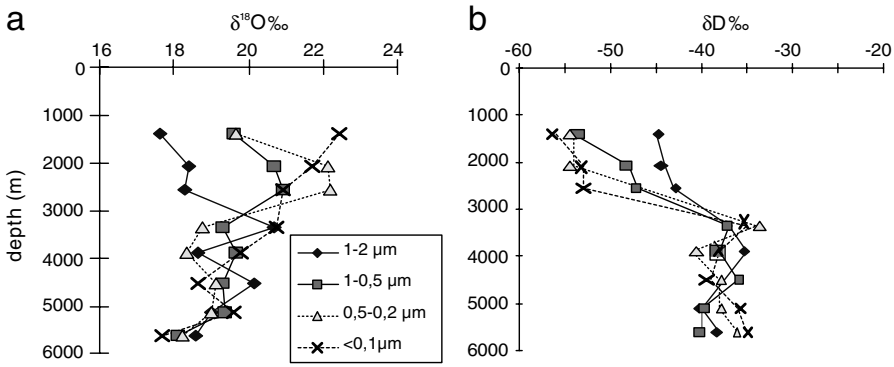 a
δ¹⁸O‰
16 18 20 22 24
0
1000
2000
3000
4000
5000
6000
depth (m)
1-2 µm
1-0,5 µm
0,5-0,2 µm
<0,1µm
b
δD‰
-60 -50 -40 -30 -20
0
1000
2000
3000
4000
5000
6000